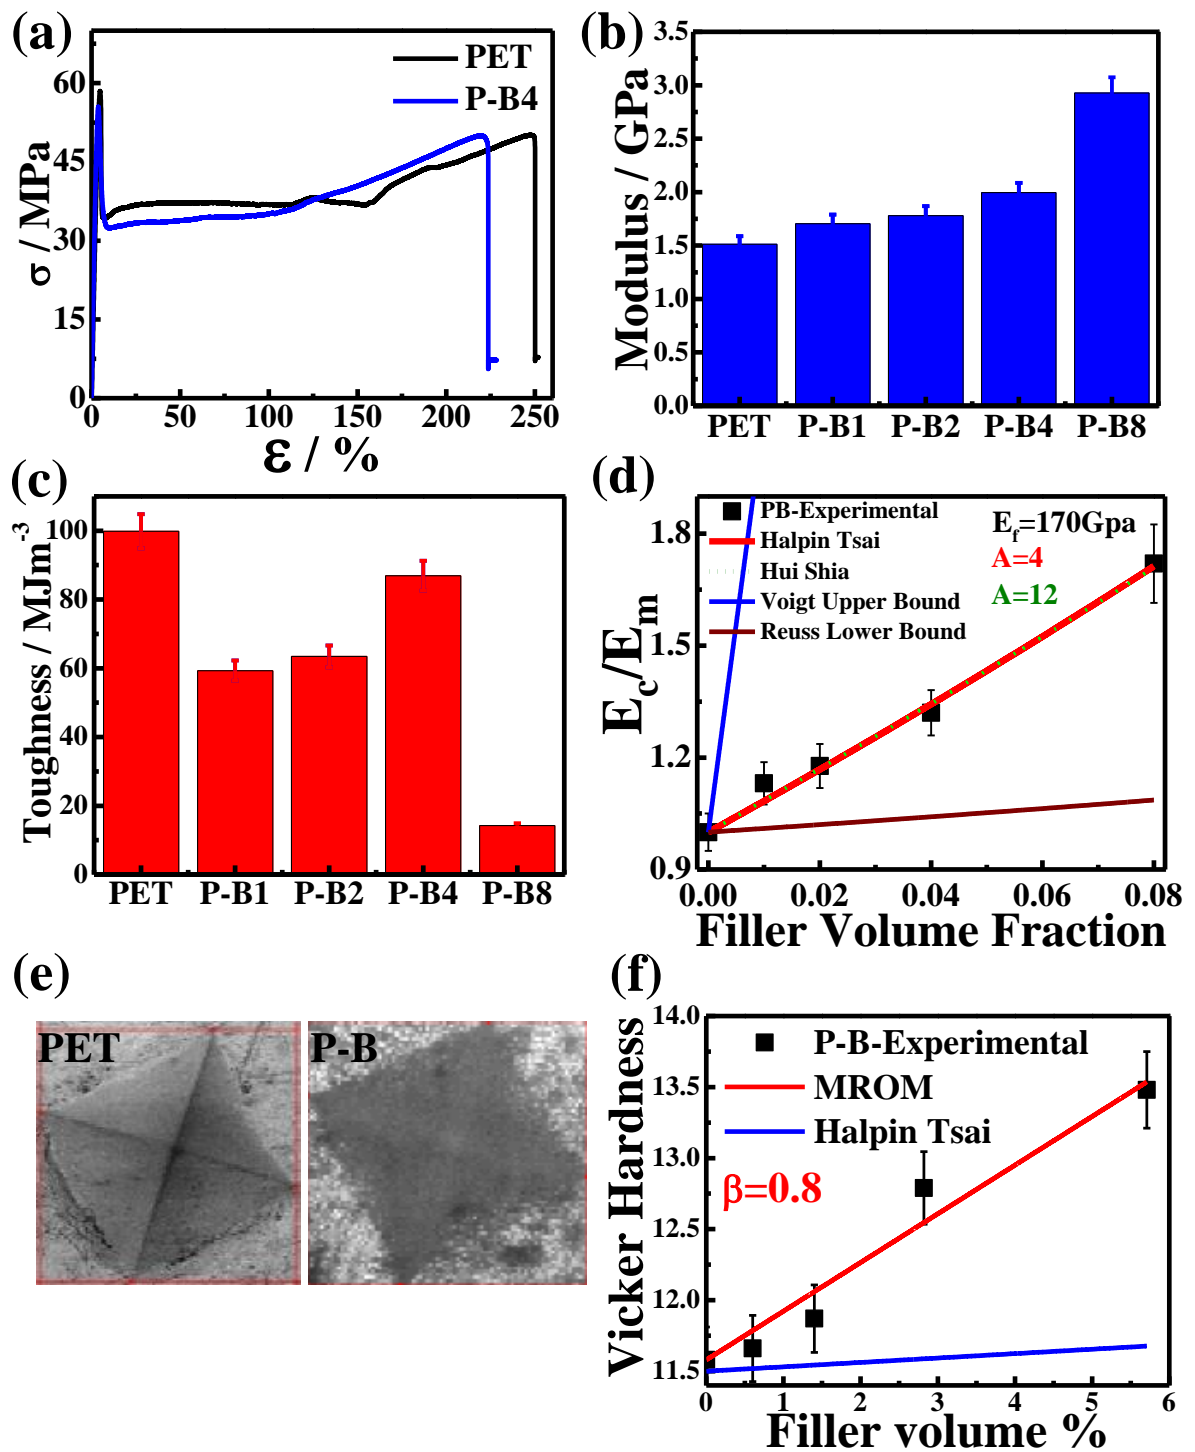 (a)
PET
P-B4
60
45
30
15
0
σ / MPa
0 50 100 150 200 250
ε / %
(b)
3.5
3.0
2.5
2.0
1.5
1.0
0.5
0.0
Modulus / GPa
PET P-B1 P-B2 P-B4 P-B8
(c)
100
80
60
40
20
0
Toughness / MJm-3
PET P-B1 P-B2 P-B4 P-B8
(d)
PB-Experimental
Halpin Tsai
Hui Shia
Voigt Upper Bound
Reuss Lower Bound
Ef=170Gpa
A=4
A=12
1.8
1.5
1.2
0.9
Ec/Em
0.00 0.02 0.04 0.06 0.08
Filler Volume Fraction
(e)
PET
P-B
(f)
P-B-Experimental
MROM
Halpin Tsai
β=0.8
14.0
13.5
13.0
12.5
12.0
11.5
Vicker Hardness
0 1 2 3 4 5 6
Filler volume %